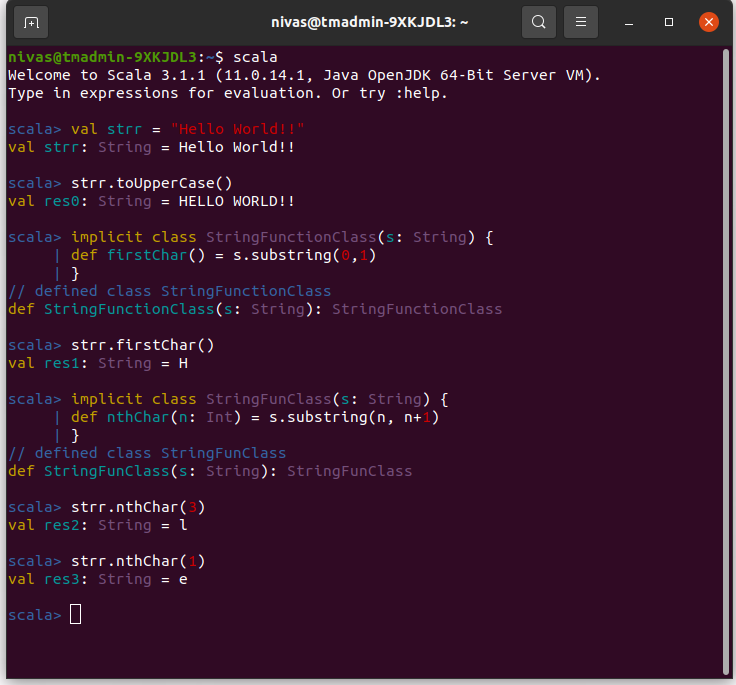 nivas@tmadmin-9XKJDL3: ~
nivas@tmadmin-9XKJDL3:~$ scala
Welcome to Scala 3.1.1 (11.0.14.1, Java OpenJDK 64-Bit Server VM).
Type in expressions for evaluation. Or try :help.
scala> val strr = "Hello World!!"
val strr: String = Hello World!!
scala> strr.toUpperCase()
val res0: String = HELLO WORLD!!
scala> implicit class StringFunctionClass(s: String) {
     | def firstChar() = s.substring(0,1)
     | }
// defined class StringFunctionClass
def StringFunctionClass(s: String): StringFunctionClass
scala> strr.firstChar()
val res1: String = H
scala> implicit class StringFunClass(s: String) {
     | def nthChar(n: Int) = s.substring(n, n+1)
     | }
// defined class StringFunClass
def StringFunClass(s: String): StringFunClass
scala> strr.nthChar(3)
val res2: String = l
scala> strr.nthChar(1)
val res3: String = e
scala>